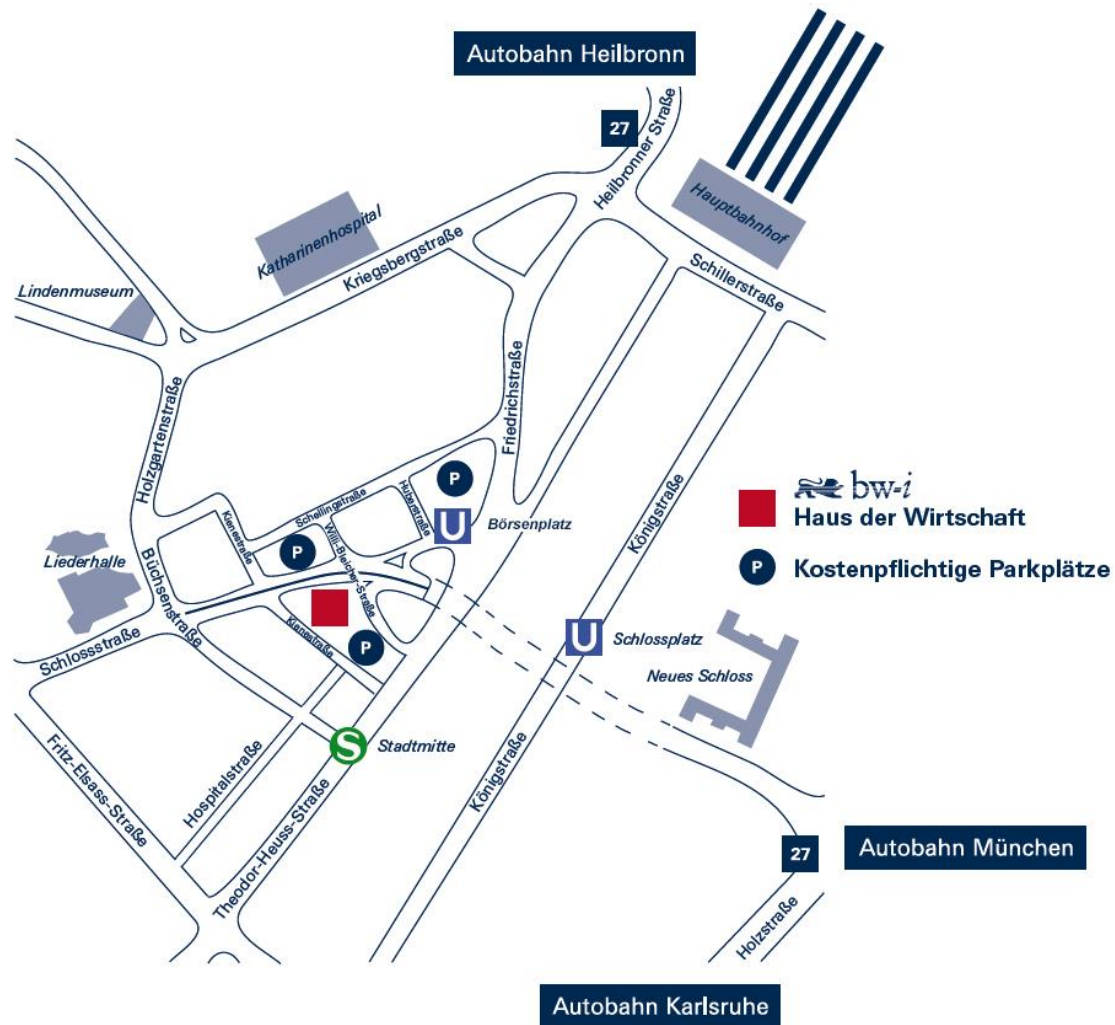 Autobahn Heilbronn
27
Heilbronner Straße
Hauptbahnhof
Katharinenhospital
Kriegsbergstraße
Schillerstraße
Lindenmuseum
Holzgartenstraße
Friedrichstraße
Königstraße
Schellingstraße
Huberstraße
P
bw-i
Haus der Wirtschaft
Kienestraße
Willi-Bleicher-Straße
U
Börsenplatz
P
P
Kostenpflichtige Parkplätze
Liederhalle
Büchsenstraße
Kienestraße
P
U
Schlossplatz
Schlossstraße
Neues Schloss
S
Stadtmitte
Fritz-Elsass-Straße
Hospitalstraße
Königstraße
Theodor-Heuss-Straße
27
Autobahn München
Holzstraße
Autobahn Karlsruhe